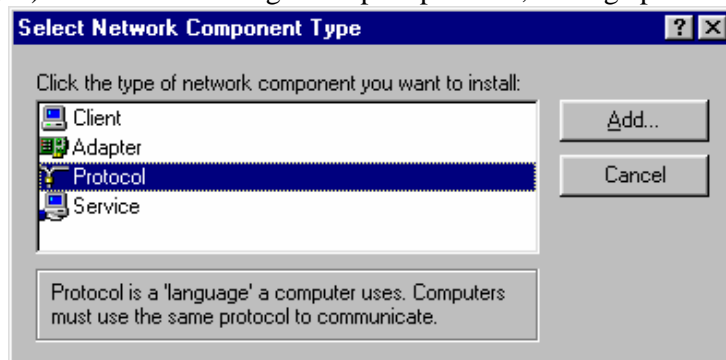 Select Network Component Type
Click the type of network component you want to install:
Client
Adapter
Protocol
Service
Add...
Cancel
Protocol is a 'language' a computer uses. Computers
must use the same protocol to communicate.